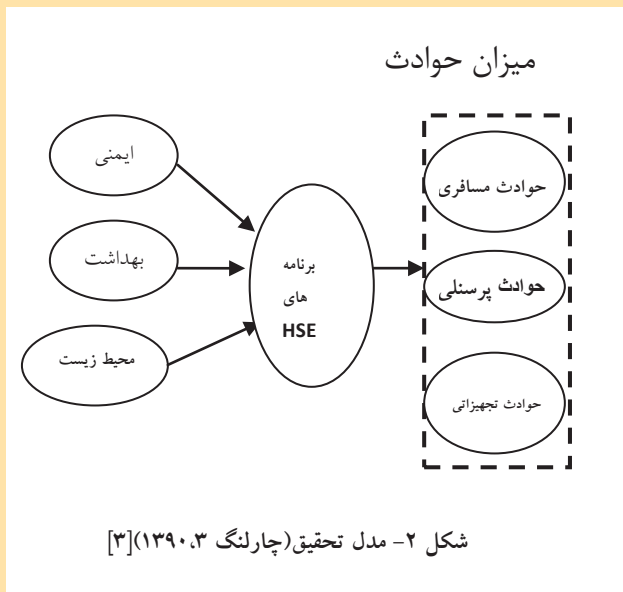 میزان حوادث
ایمنی
بهداشت
محیط زیست
برنامه
های
HSE
حوادث مسافری
حوادث پرسنلی
حوادث تجهیزاتی
شکل ۲- مدل تحقیق(چارلنگ ۱۳۹۰،۳)[۳]